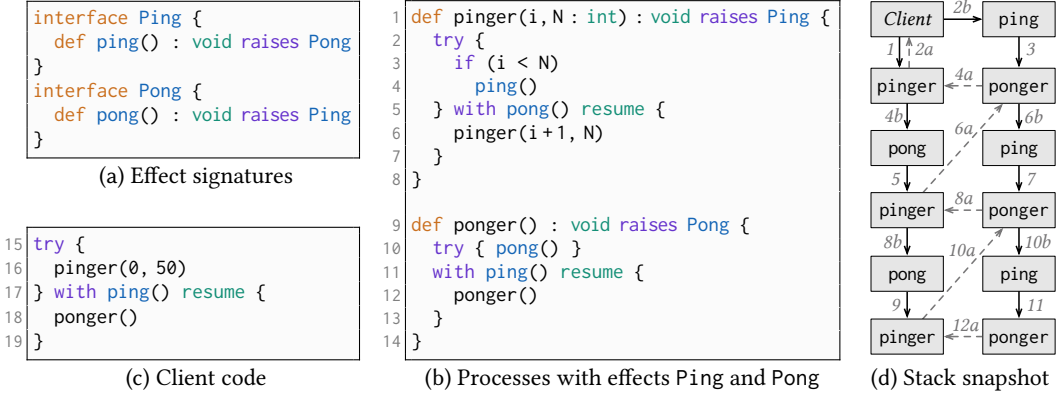 interface Ping {
def ping() : void raises Pong
}
interface Pong {
def pong() : void raises Ping
}
(a) Effect signatures
15 try {
16 pinger(0, 50)
17 } with ping() resume {
18 ponger()
19 }
(c) Client code
1 def pinger(i, N : int) : void raises Ping {
2 try {
3 if (i < N)
4 ping()
5 } with pong() resume {
6 pinger(i+1, N)
7 }
8 }
9 def ponger() : void raises Pong {
10 try { pong() }
11 with ping() resume {
12 ponger()
13 }
14 }
(b) Processes with effects Ping and Pong
Client 2b ping
1 2a 3
pinger 4a ponger
4b 6a 6b
pong ping
5 7
pinger 8a ponger
8b 10a 10b
pong ping
9 11
pinger 12a ponger
(d) Stack snapshot